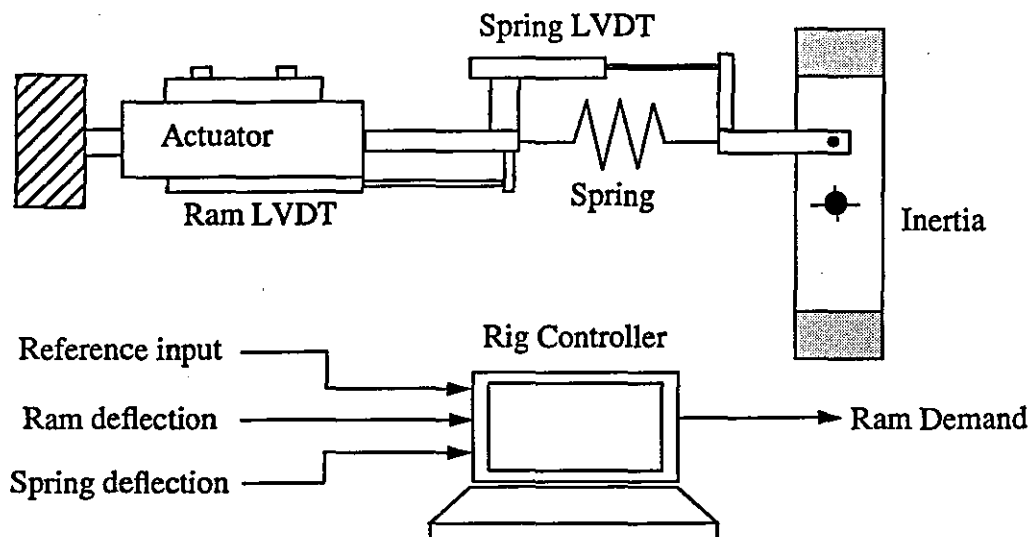 Spring LVDT
Actuator
Spring
Ram LVDT
Inertia
Rig Controller
Reference input
Ram deflection
Ram Demand
Spring deflection